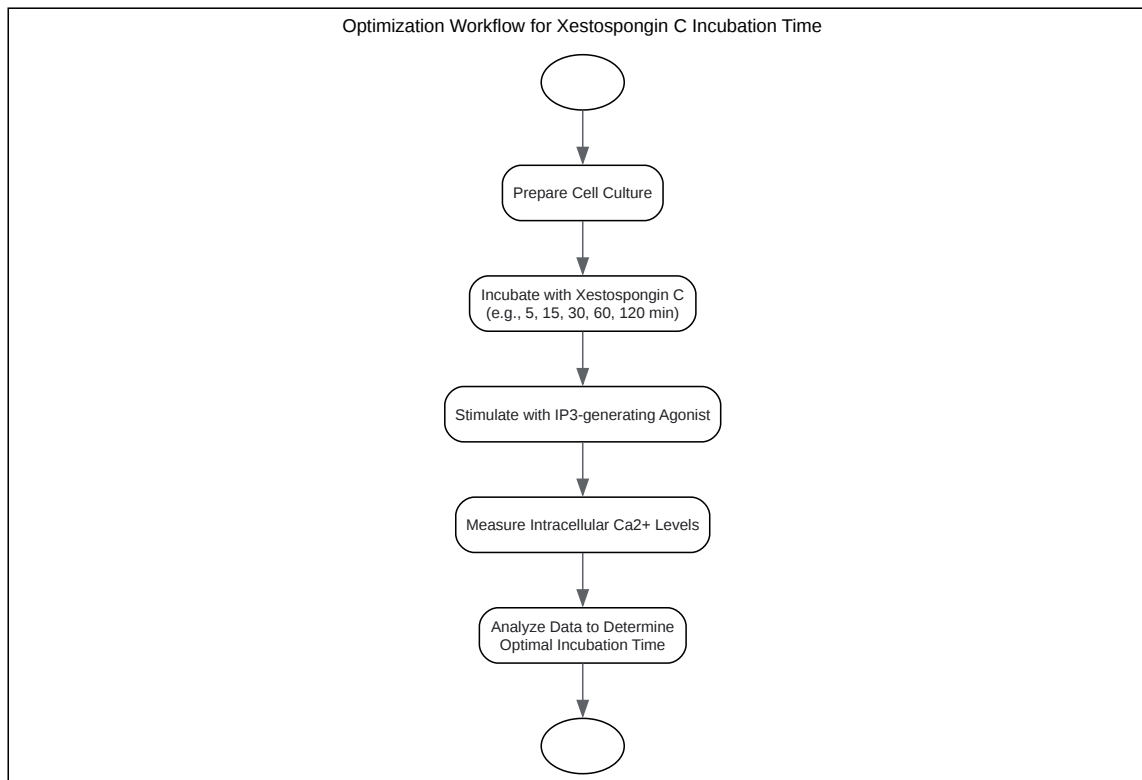 Optimization Workflow for Xestospongin C Incubation Time
Prepare Cell Culture
Incubate with Xestospongin C
(e.g., 5, 15, 30, 60, 120 min)
Stimulate with IP3-generating Agonist
Measure Intracellular Ca2+ Levels
Analyze Data to Determine
Optimal Incubation Time